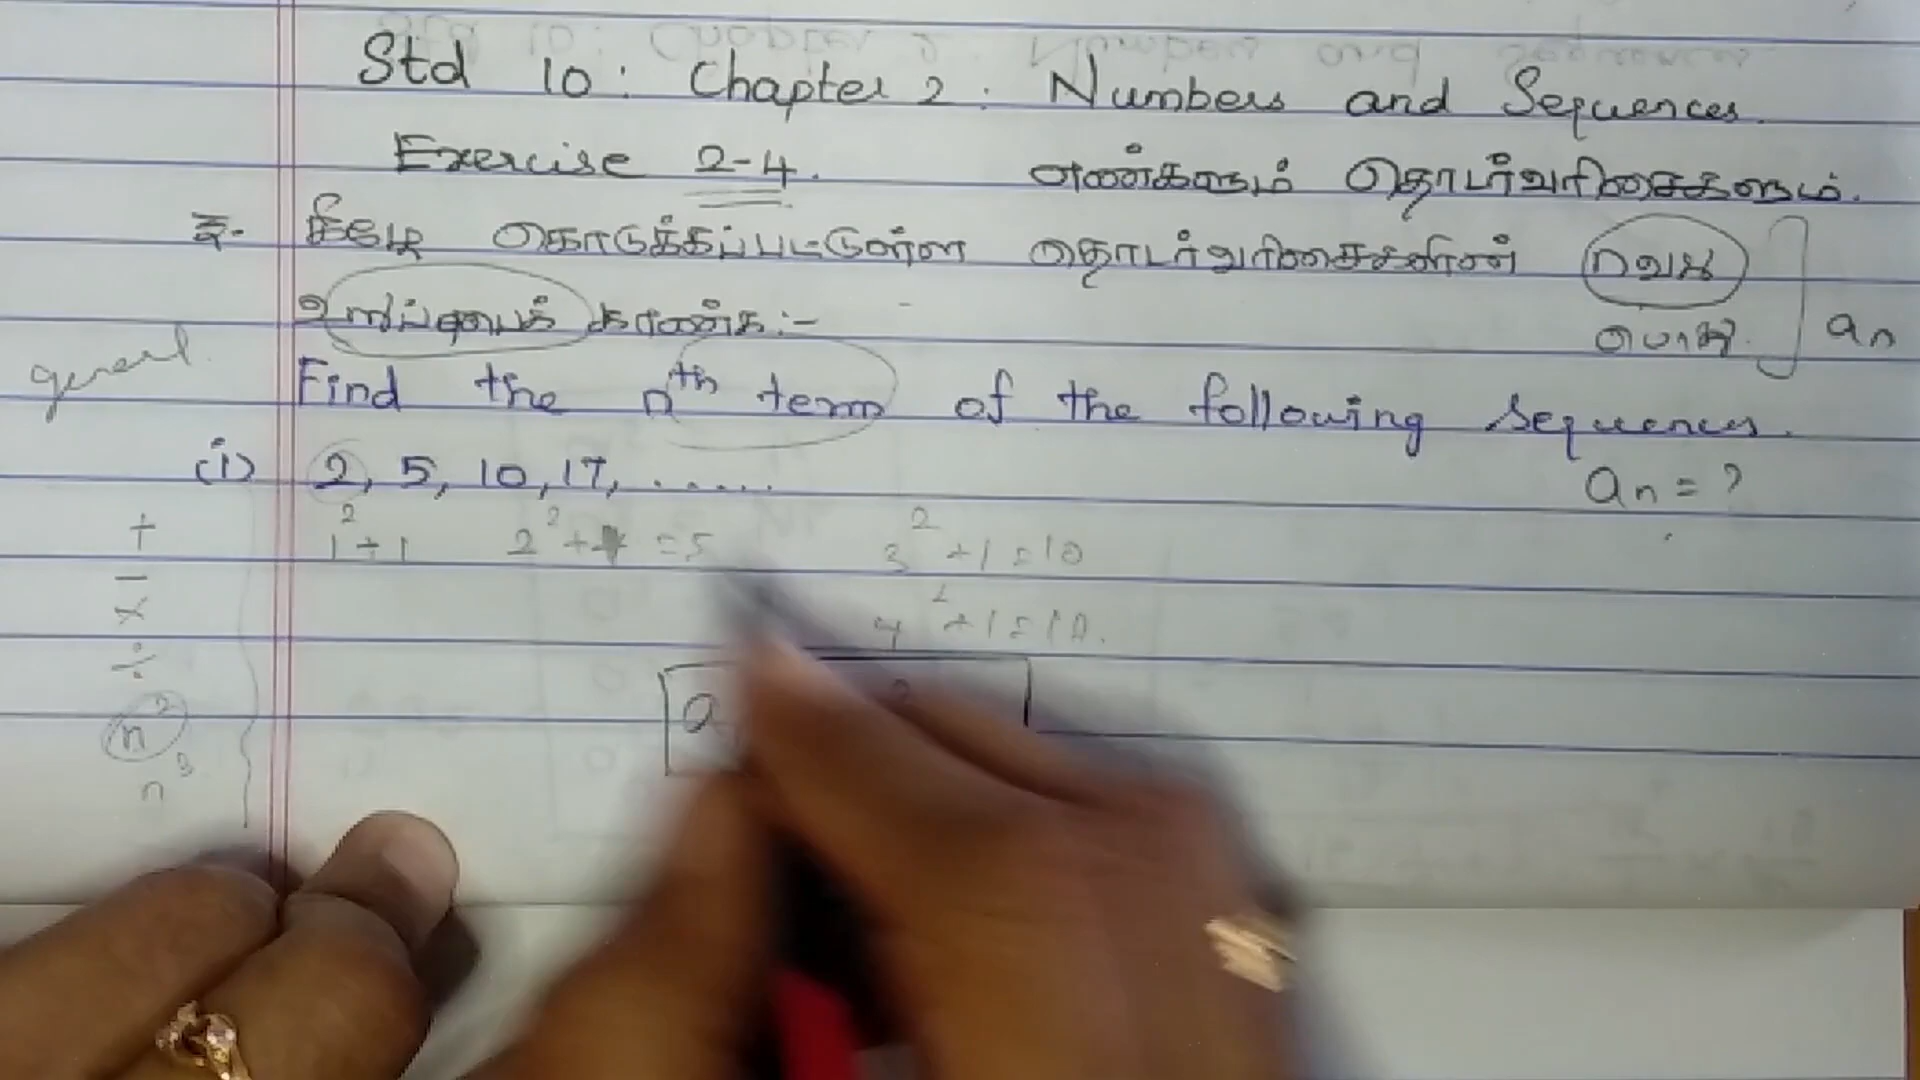 Std 10 : Chapter 2 . Numbers and Sequences.
Exercise 2-4. எண்களும் தொடர்வரிசைகளும்.
கீழே கொடுக்கப்பட்டுள்ள தொடர்வரிசைகளின் nவது
உறுப்பைக் காண்க :-
பொது. an
general
Find the nth term of the following sequences.
(i) 2, 5, 10, 17, ......
an = ?
1² + 1 2² + 1 = 5 3² + 1 = 10
4² + 1 = 10.
+
−
×
÷
n²
n³
a